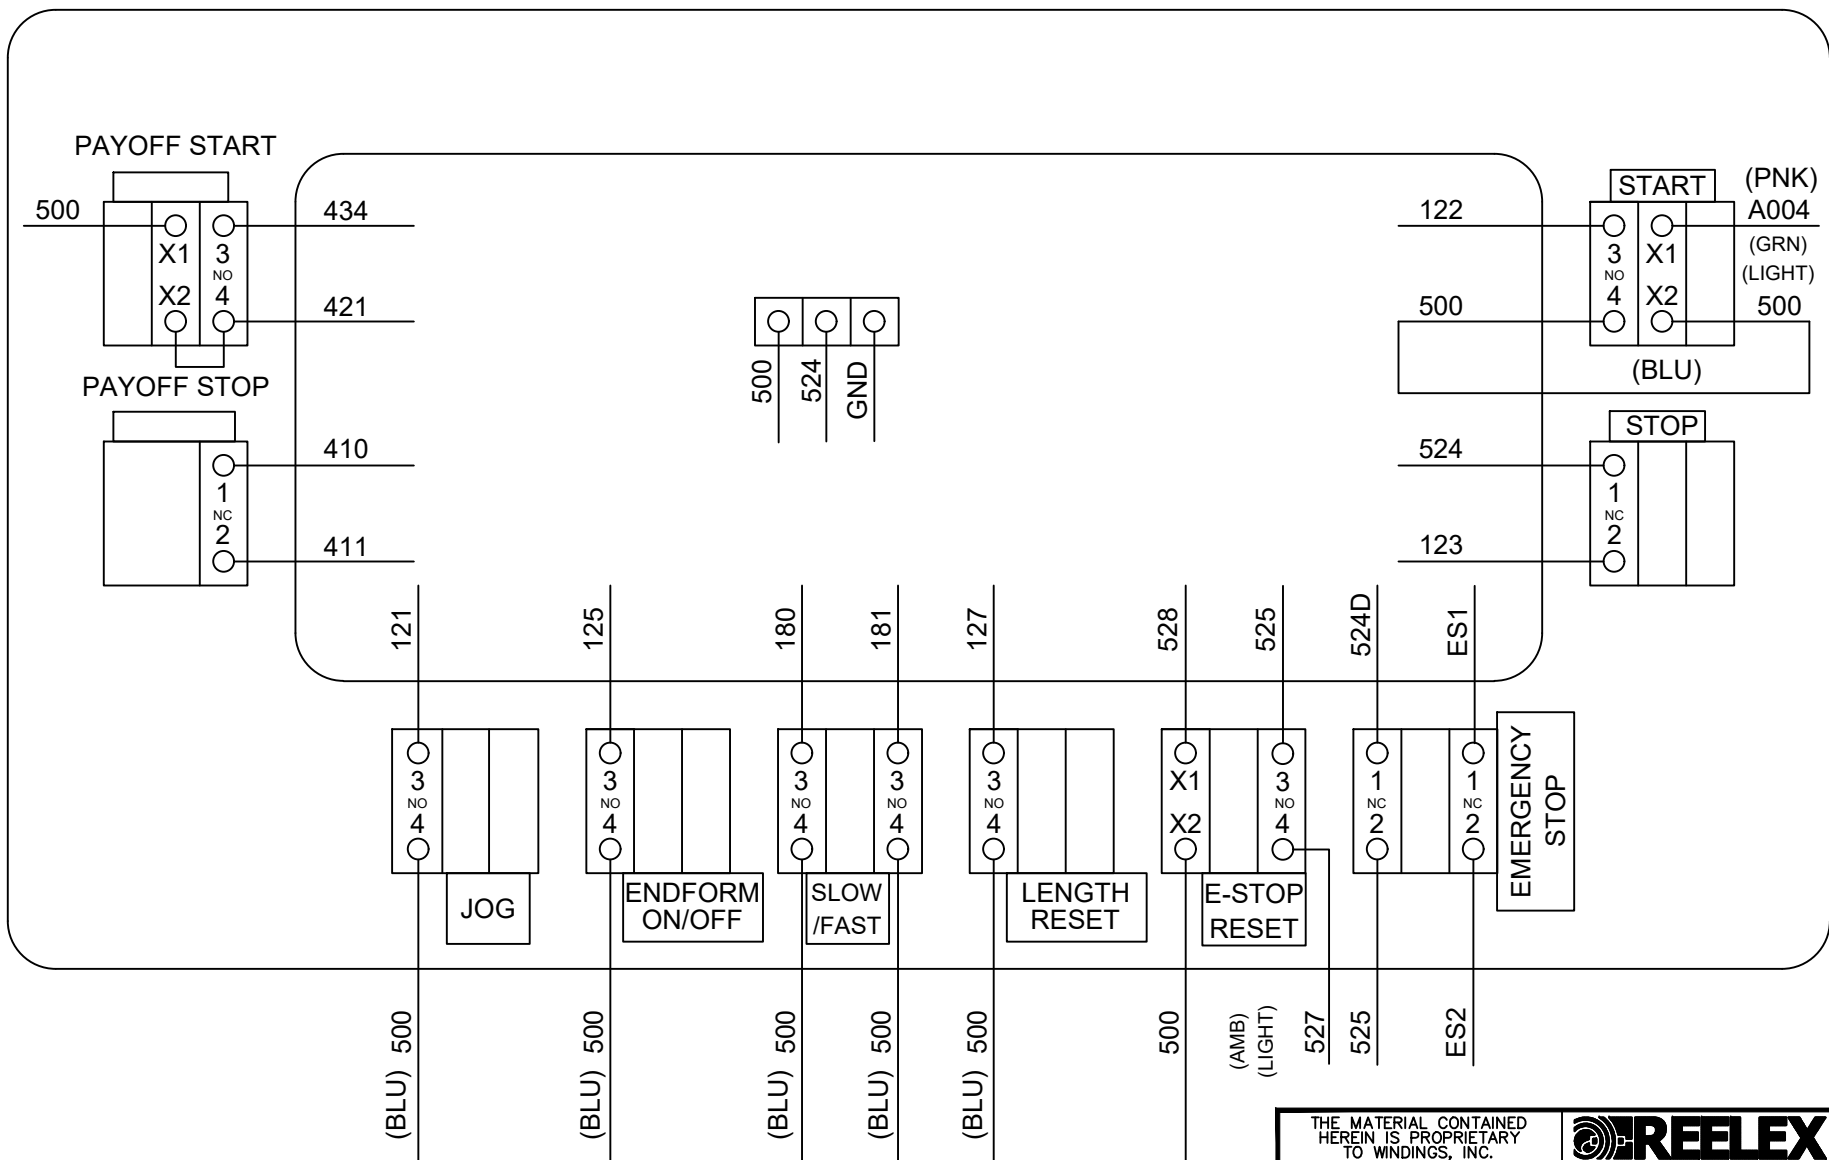 PAYOFF START
500
X1
3
NO
X2
4
434
421
PAYOFF STOP
1
NC
2
410
411
500
524
GND
START
(PNK)
122
3
NO
4
X1
X2
A004
(GRN)
(LIGHT)
500
500
(BLU)
STOP
524
1
NC
2
123
121
125
180
181
127
528
525
524D
ES1
3
NO
4
3
NO
4
3
NO
4
3
NO
4
3
NO
4
X1
X2
3
NO
4
1
NC
2
1
NC
2
EMERGENCY
STOP
JOG
ENDFORM
ON/OFF
SLOW
/FAST
LENGTH
RESET
E-STOP
RESET
(BLU) 500
(BLU) 500
(BLU) 500
(BLU) 500
(BLU) 500
500
(AMB)
(LIGHT)
527
525
ES2
THE MATERIAL CONTAINED
HEREIN IS PROPRIETARY
TO WINDINGS, INC.
REELEX